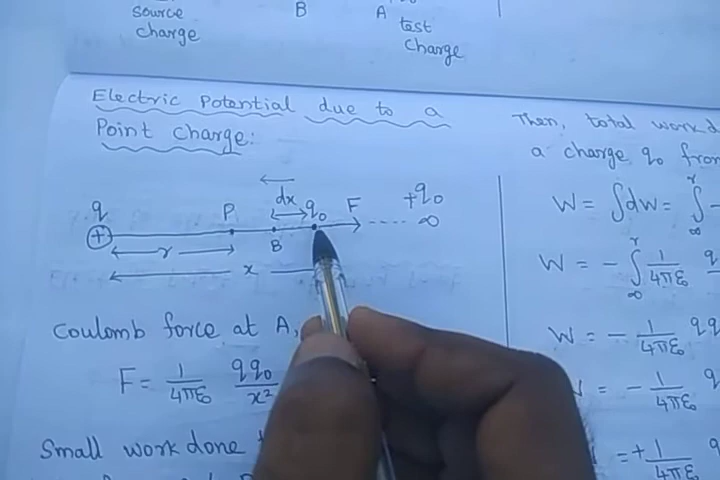 source
charge
B
A
test
charge
Electric Potential due to a
Point charge:
Then, total work
a charge q₀ from
q
P
dx
q₀
F
+q₀
∞
B
r
x
Coulomb force at A,
F = 1/4πε₀ qq₀/x²
Small work done
W = ∫dW = ∫ r ∞ -
W = - ∫ r ∞ 1/4πε₀
W = - 1/4πε₀
= - 1/4πε₀
= + 1/4πε₀